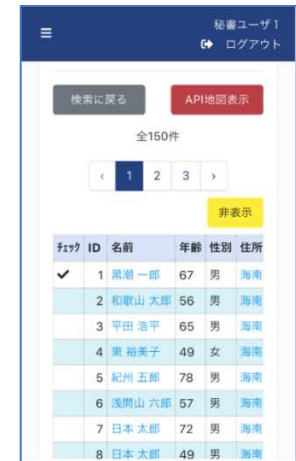 秘書ユーザ1
ログアウト
検索に戻る API地図表示
全150件
‹ 1 2 3 ›
非表示
チェック ID 名前 年齢 性別 住所
✔ 1 黒潮 一郎 67 男 海南
2 和歌山 太郎 56 男 海南
3 平田 浩平 65 男 海南
4 東 裕美子 49 女 海南
5 紀州 五郎 78 男 海南
6 浅間山 六郎 57 男 海南
7 日本 太郎 72 男 海南
8 日本 太郎 49 男 海南